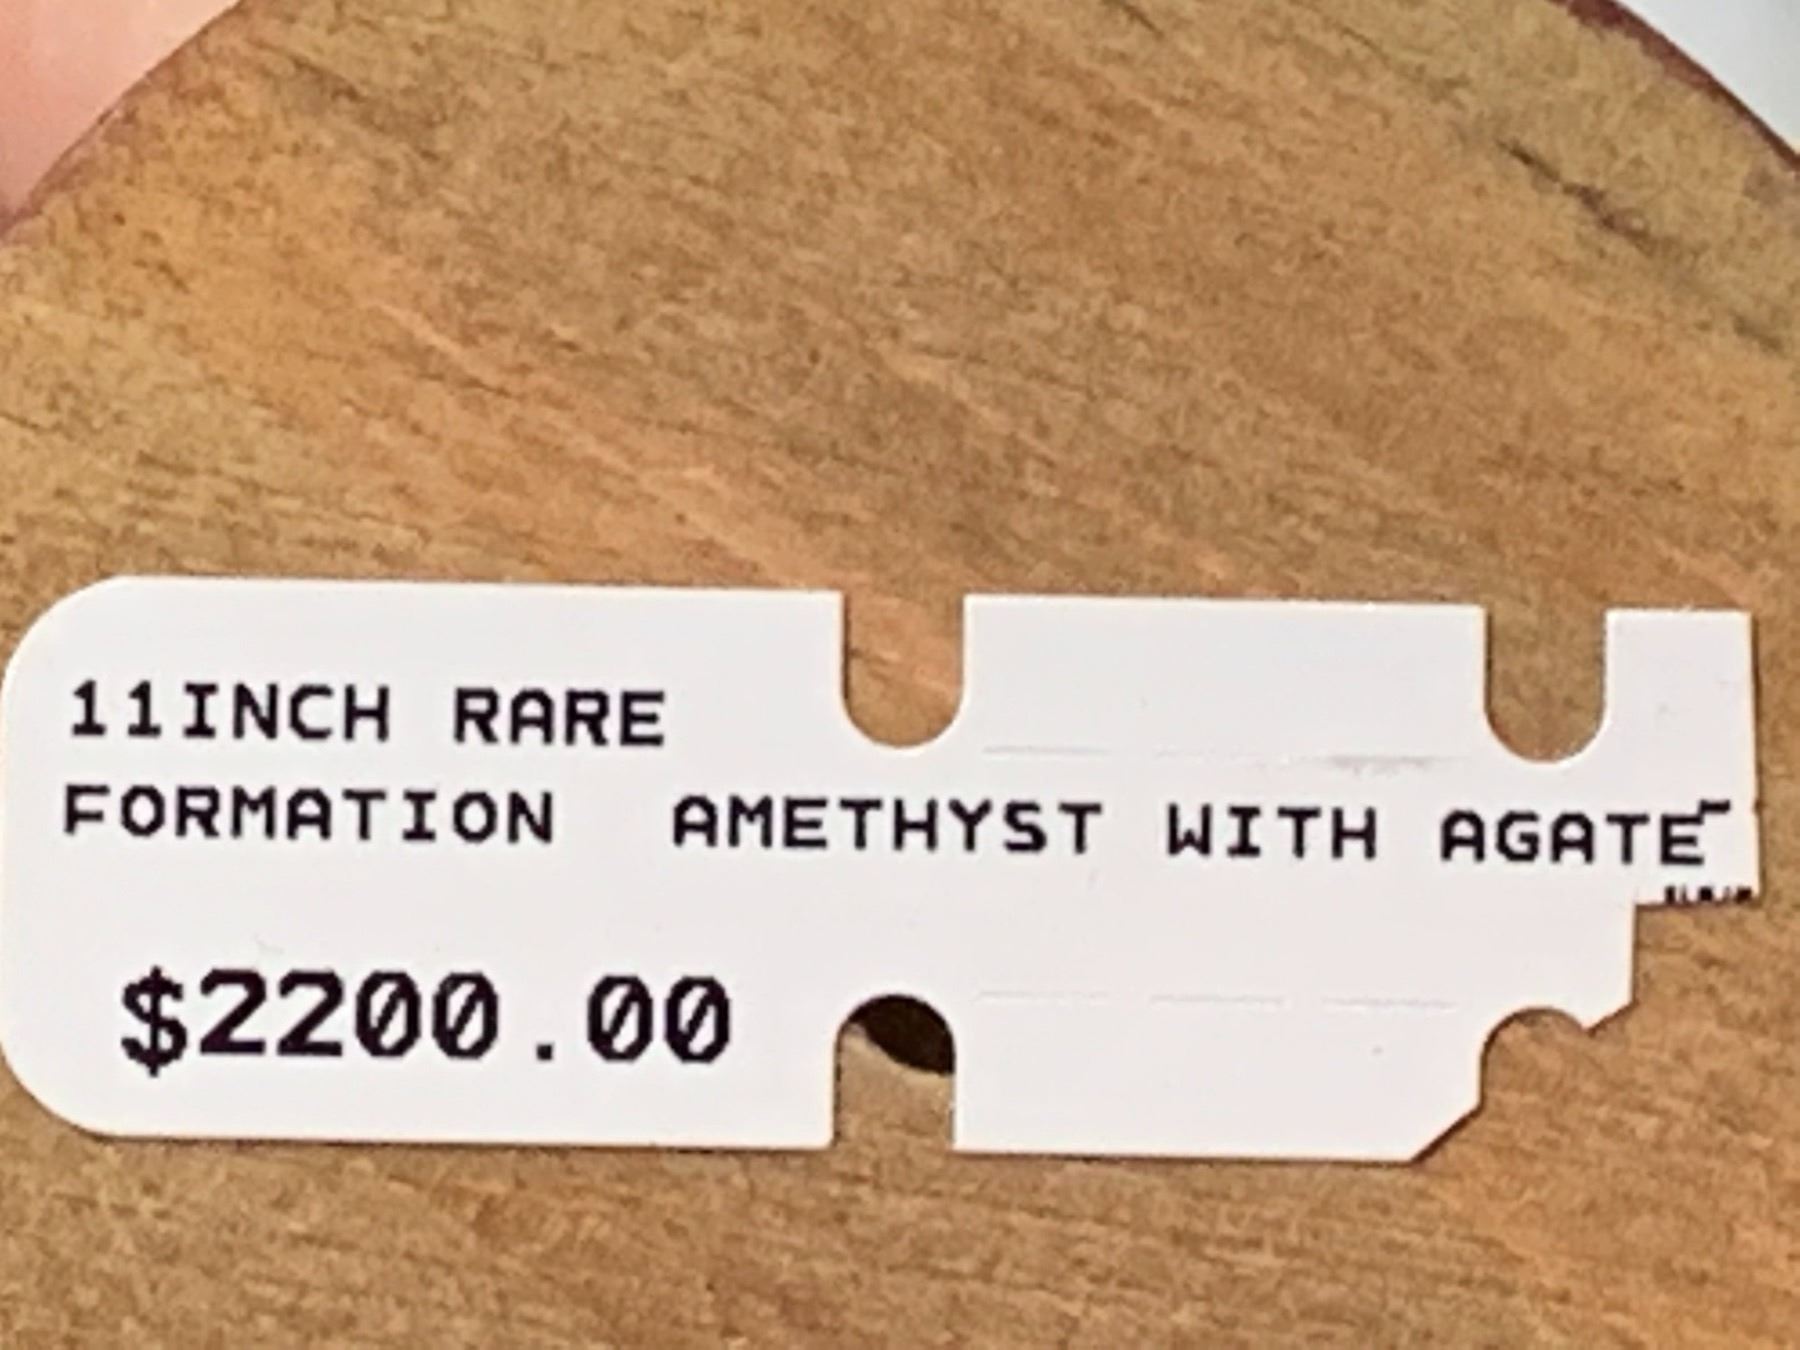 11INCH RARE
FORMATION  AMETHYST WITH AGATE
$2200.00